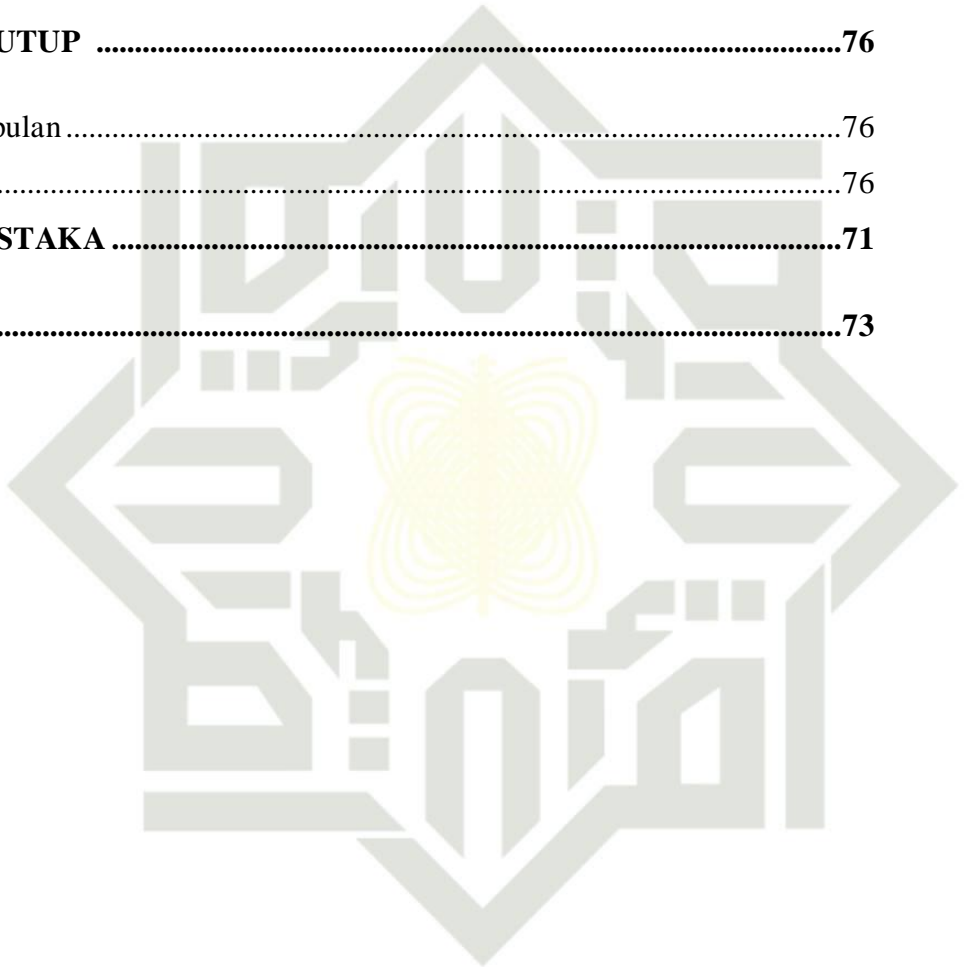 UTUP ........................................................................................................76
pulan........................................................................................................76
........................................................................................................76
STAKA ........................................................................................................71
........................................................................................................73